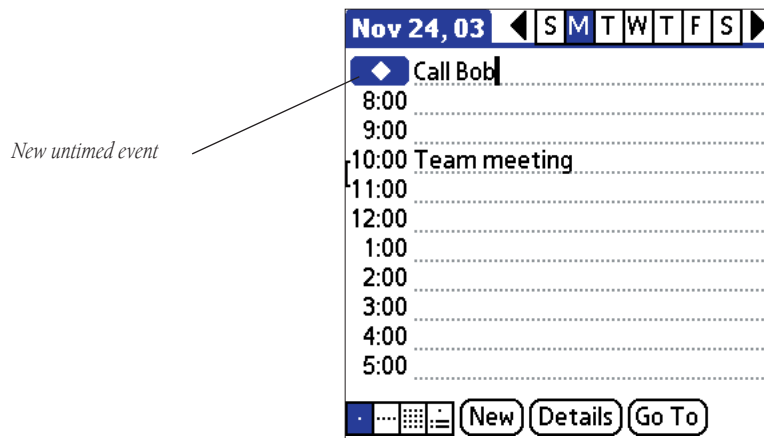 Nov 24, 03 S M T W T F S
Call Bob
8:00
9:00
New untimed event
10:00 Team meeting
11:00
12:00
1:00
2:00
3:00
4:00
5:00
New Details Go To